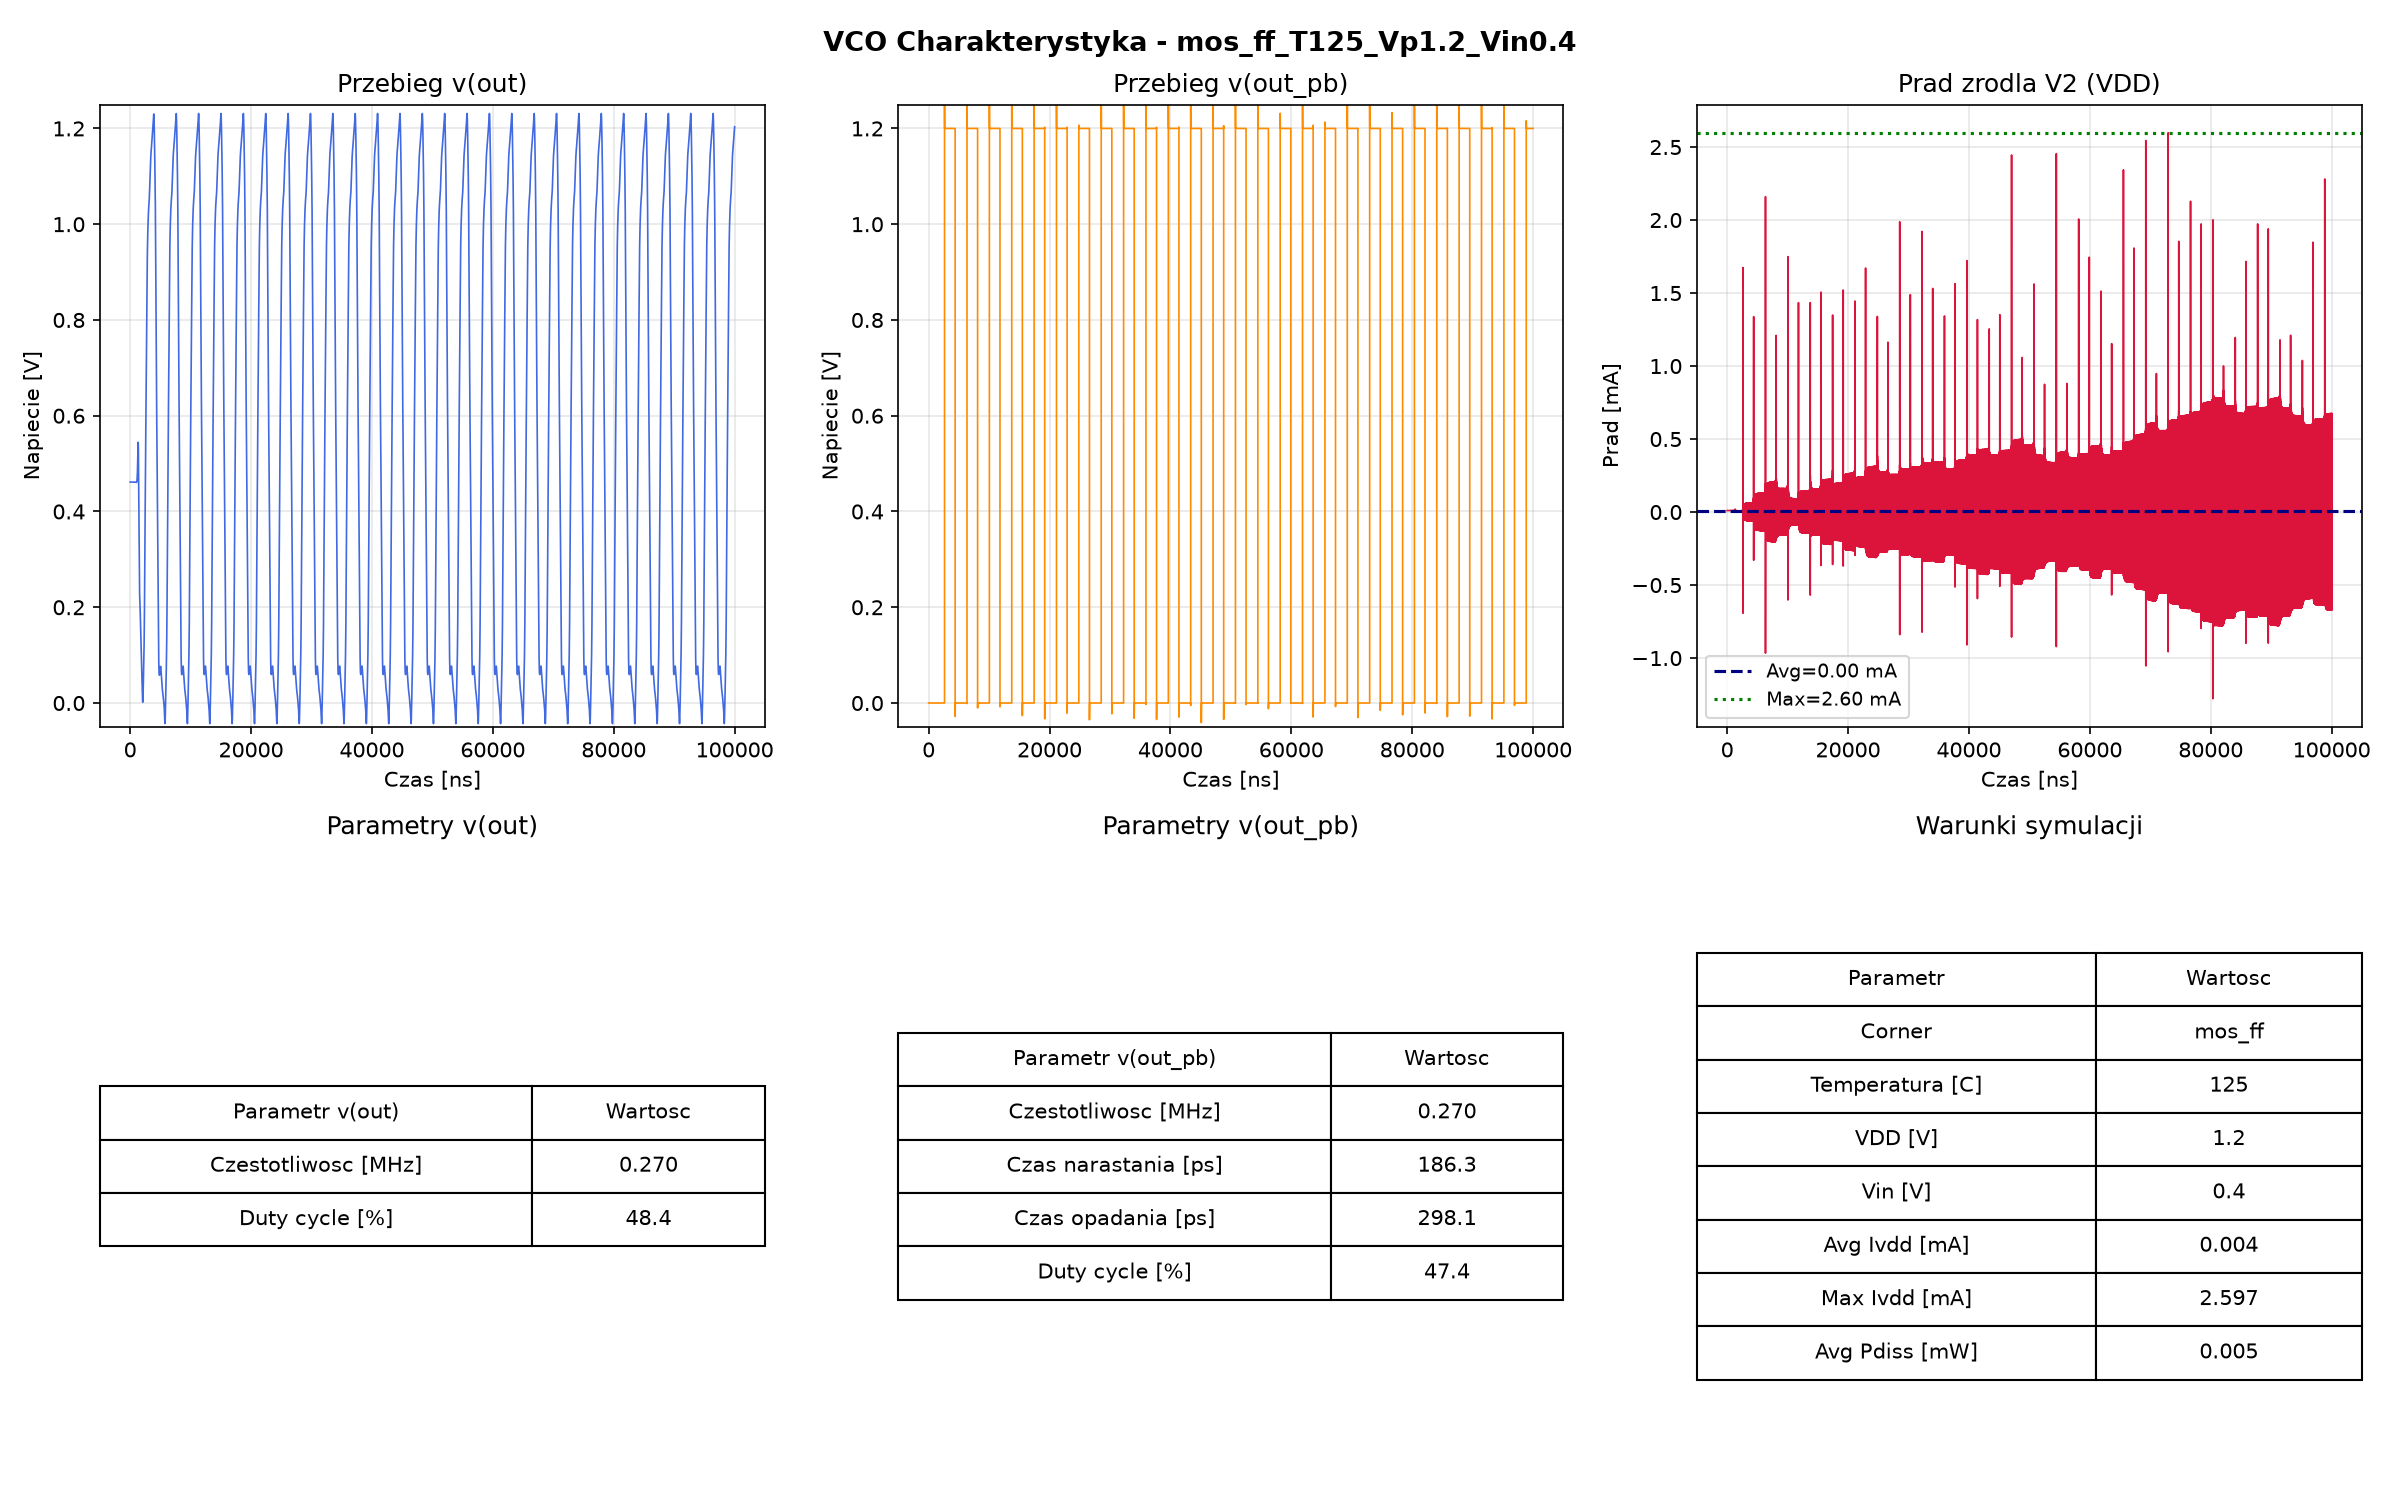 VCO Charakterystyka - mos_ff_T125_Vp1.2_Vin0.4
Przebieg v(out)
Napiecie [V]
1.2
1.0
0.8
0.6
0.4
0.2
0.0
0 20000 40000 60000 80000 100000
Czas [ns]
Przebieg v(out_pb)
Napiecie [V]
1.2
1.0
0.8
0.6
0.4
0.2
0.0
0 20000 40000 60000 80000 100000
Czas [ns]
Prad zrodla V2 (VDD)
Prad [mA]
2.5
2.0
1.5
1.0
0.5
0.0
−0.5
−1.0
Avg=0.00 mA
Max=2.60 mA
0 20000 40000 60000 80000 100000
Czas [ns]
Parametry v(out)
Parametr v(out) Wartosc
Czestotliwosc [MHz] 0.270
Duty cycle [%] 48.4
Parametry v(out_pb)
Parametr v(out_pb) Wartosc
Czestotliwosc [MHz] 0.270
Czas narastania [ps] 186.3
Czas opadania [ps] 298.1
Duty cycle [%] 47.4
Warunki symulacji
Parametr Wartosc
Corner mos_ff
Temperatura [C] 125
VDD [V] 1.2
Vin [V] 0.4
Avg Ivdd [mA] 0.004
Max Ivdd [mA] 2.597
Avg Pdiss [mW] 0.005